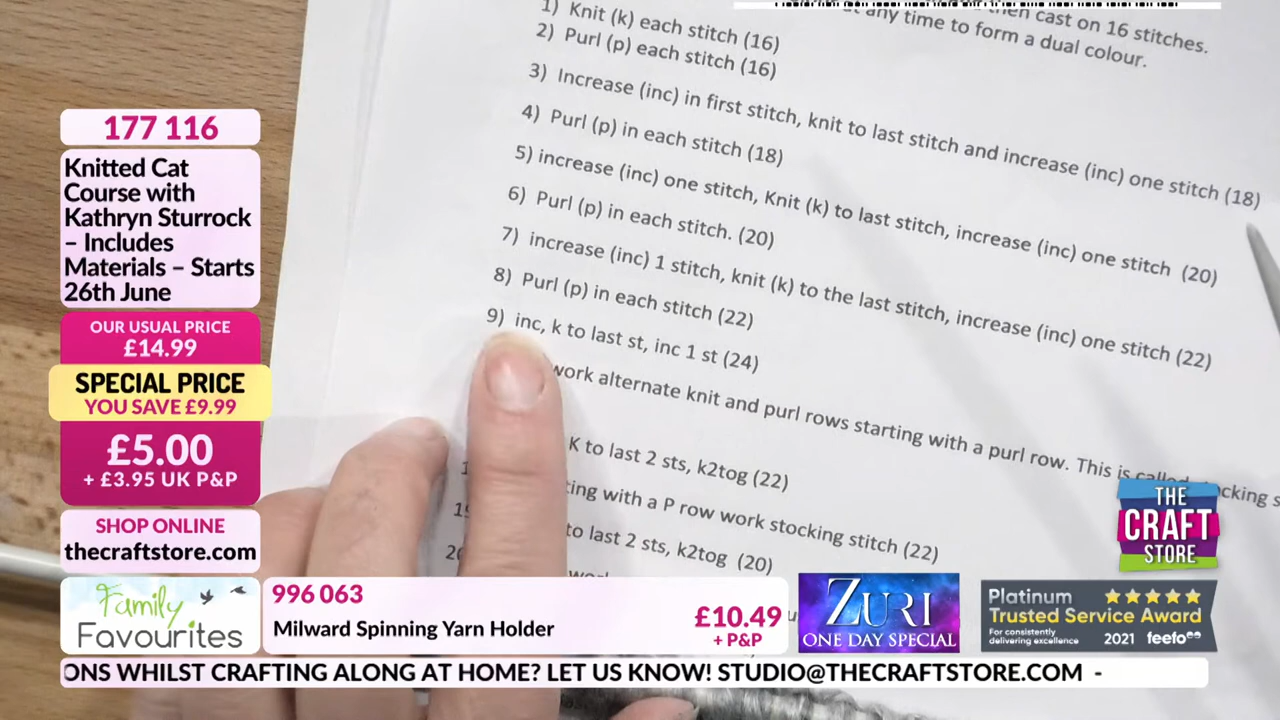 then cast on 16 stitches.
at any time to form a dual colour.
1) Knit (k) each stitch (16)
2) Purl (p) each stitch (16)
3) Increase (inc) in first stitch, knit to last stitch and increase (inc) one stitch (18)
4) Purl (p) in each stitch (18)
5) increase (inc) one stitch, Knit (k) to last stitch, increase (inc) one stitch (20)
6) Purl (p) in each stitch. (20)
7) increase (inc) 1 stitch, knit (k) to the last stitch, increase (inc) one stitch (22)
8) Purl (p) in each stitch (22)
9) inc, k to last st, inc 1 st (24)
work alternate knit and purl rows starting with a purl row. This is called
K to last 2 sts, k2tog (22)
with a P row work stocking stitch (22)
to last 2 sts, k2tog (20)
177 116
Knitted Cat
Course with
Kathryn Sturrock
– Includes
Materials – Starts
26th June
OUR USUAL PRICE
£14.99
SPECIAL PRICE
YOU SAVE £9.99
£5.00
+ £3.95 UK P&P
SHOP ONLINE
thecraftstore.com
THE
CRAFT
STORE
Family
Favourites
996 063
Milward Spinning Yarn Holder
£10.49
+ P&P
ZURI
ONE DAY SPECIAL
Platinum
Trusted Service Award
For consistently
delivering excellence
2021 feefo
ONS WHILST CRAFTING ALONG AT HOME? LET US KNOW! STUDIO@THECRAFTSTORE.COM -